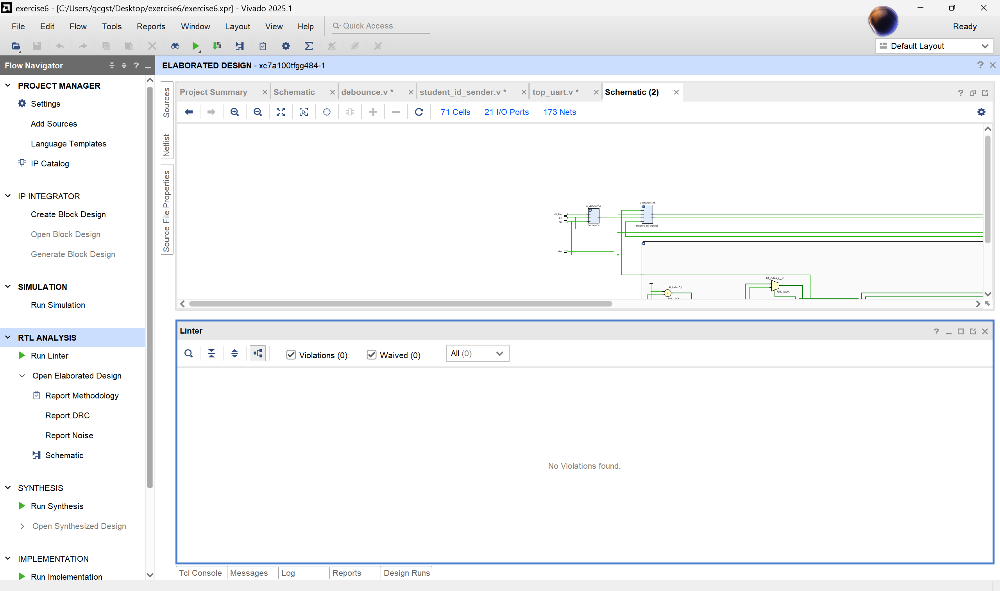 exercise6 - [C:/Users/gcgst/Desktop/exercise6/exercise6.xpr] - Vivado 2025.1
File Edit Flow Tools Reports Window Layout View Help Quick Access Ready
Default Layout
Flow Navigator
ELABORATED DESIGN - xc7a100tfgg484-1
PROJECT MANAGER
Settings
Add Sources
Language Templates
IP Catalog
IP INTEGRATOR
Create Block Design
Open Block Design
Generate Block Design
SIMULATION
Run Simulation
RTL ANALYSIS
Run Linter
Open Elaborated Design
Report Methodology
Report DRC
Report Noise
Schematic
SYNTHESIS
Run Synthesis
Open Synthesized Design
IMPLEMENTATION
Run Implementation
Sources
Netlist
Source File Properties
Project Summary Schematic debounce.v * student_id_sender.v * top_uart.v * Schematic (2)
71 Cells 21 I/O Ports 173 Nets
u_debounce
u_student_id
s3_btn
clk
rst
debounce
student_id_sender
din
bit_index_i__0
RTL_MUX
bit_index0_i
RTL_ADD
Linter
Violations (0) Waived (0) All (0)
No Violations found.
Tcl Console Messages Log Reports Design Runs